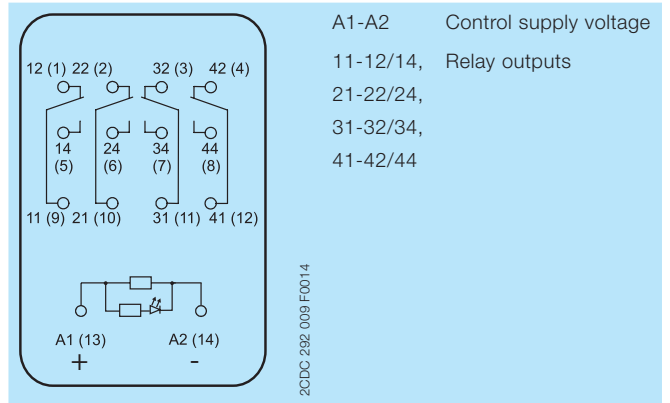 12 (1) 22 (2) 32 (3) 42 (4)
14 24 34 44
(5) (6) (7) (8)
11 (9) 21 (10) 31 (11) 41 (12)
A1 (13) A2 (14)
+ -
2CDC 292 009 F0014
A1-A2 Control supply voltage
11-12/14, Relay outputs
21-22/24,
31-32/34,
41-42/44